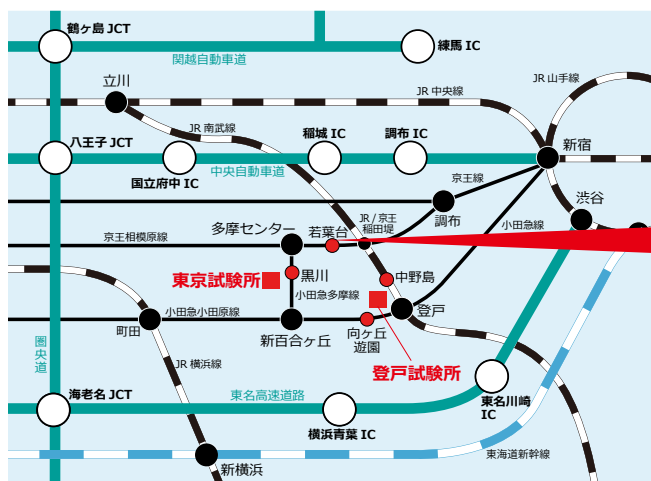 鶴ヶ島 JCT
練馬 IC
関越自動車道
立川
JR 中央線
JR 山手線
JR 南武線
稲城 IC
調布 IC
新宿
八王子 JCT
国立府中 IC
中央自動車道
京王線
渋谷
調布
小田急線
多摩センター
若葉台
JR / 京王
稲田堤
京王相模原線
東京試験所
黒川
中野島
小田急多摩線
小田急小田原線
登戸
町田
新百合ヶ丘
向ヶ丘
遊園
圏央道
JR 横浜線
登戸試験所
海老名 JCT
東名高速道路
東名川崎
IC
横浜青葉 IC
東海道新幹線
新横浜